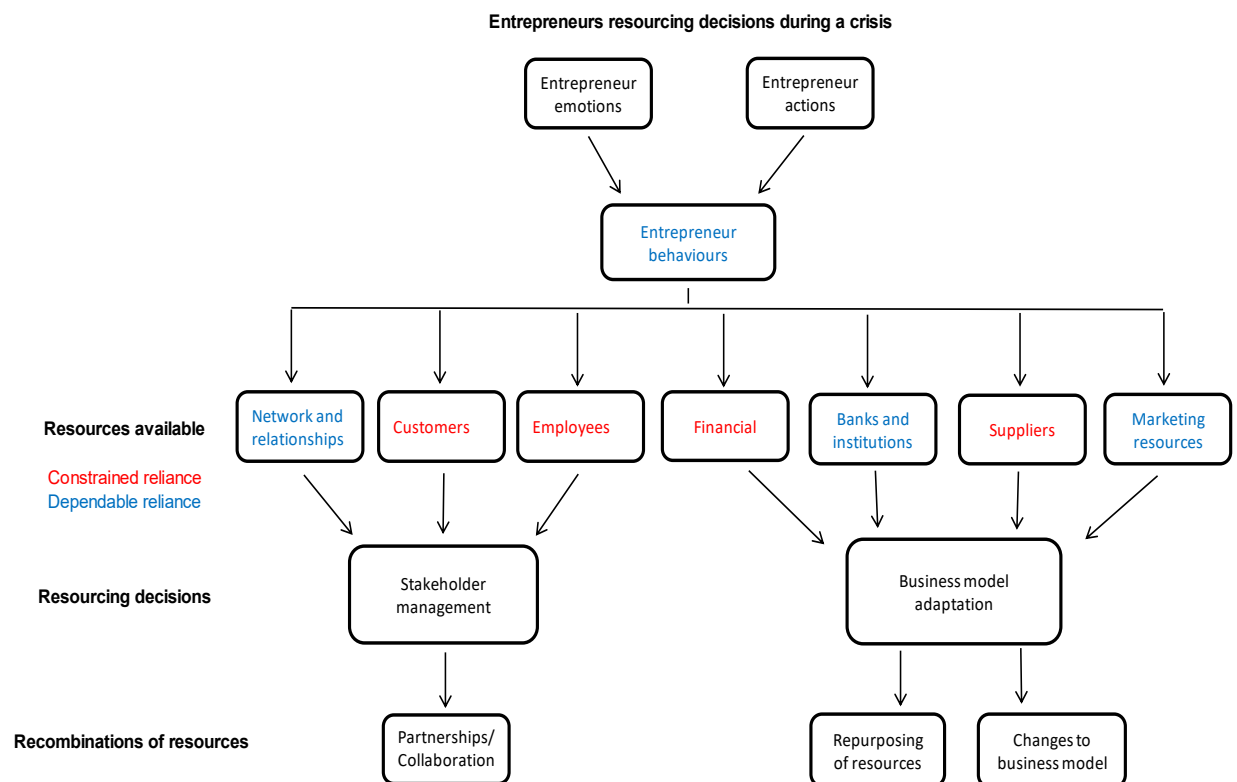 Entrepreneurs resourcing decisions during a crisis
Entrepreneur
emotions
Entrepreneur
actions
Entrepreneur
behaviours
Resources available
Network and
relationships
Customers
Employees
Financial
Banks and
institutions
Suppliers
Marketing
resources
Constrained reliance
Dependable reliance
Resourcing decisions
Stakeholder
management
Business model
adaptation
Recombinations of resources
Partnerships/
Collaboration
Repurposing
of resources
Changes to
business model